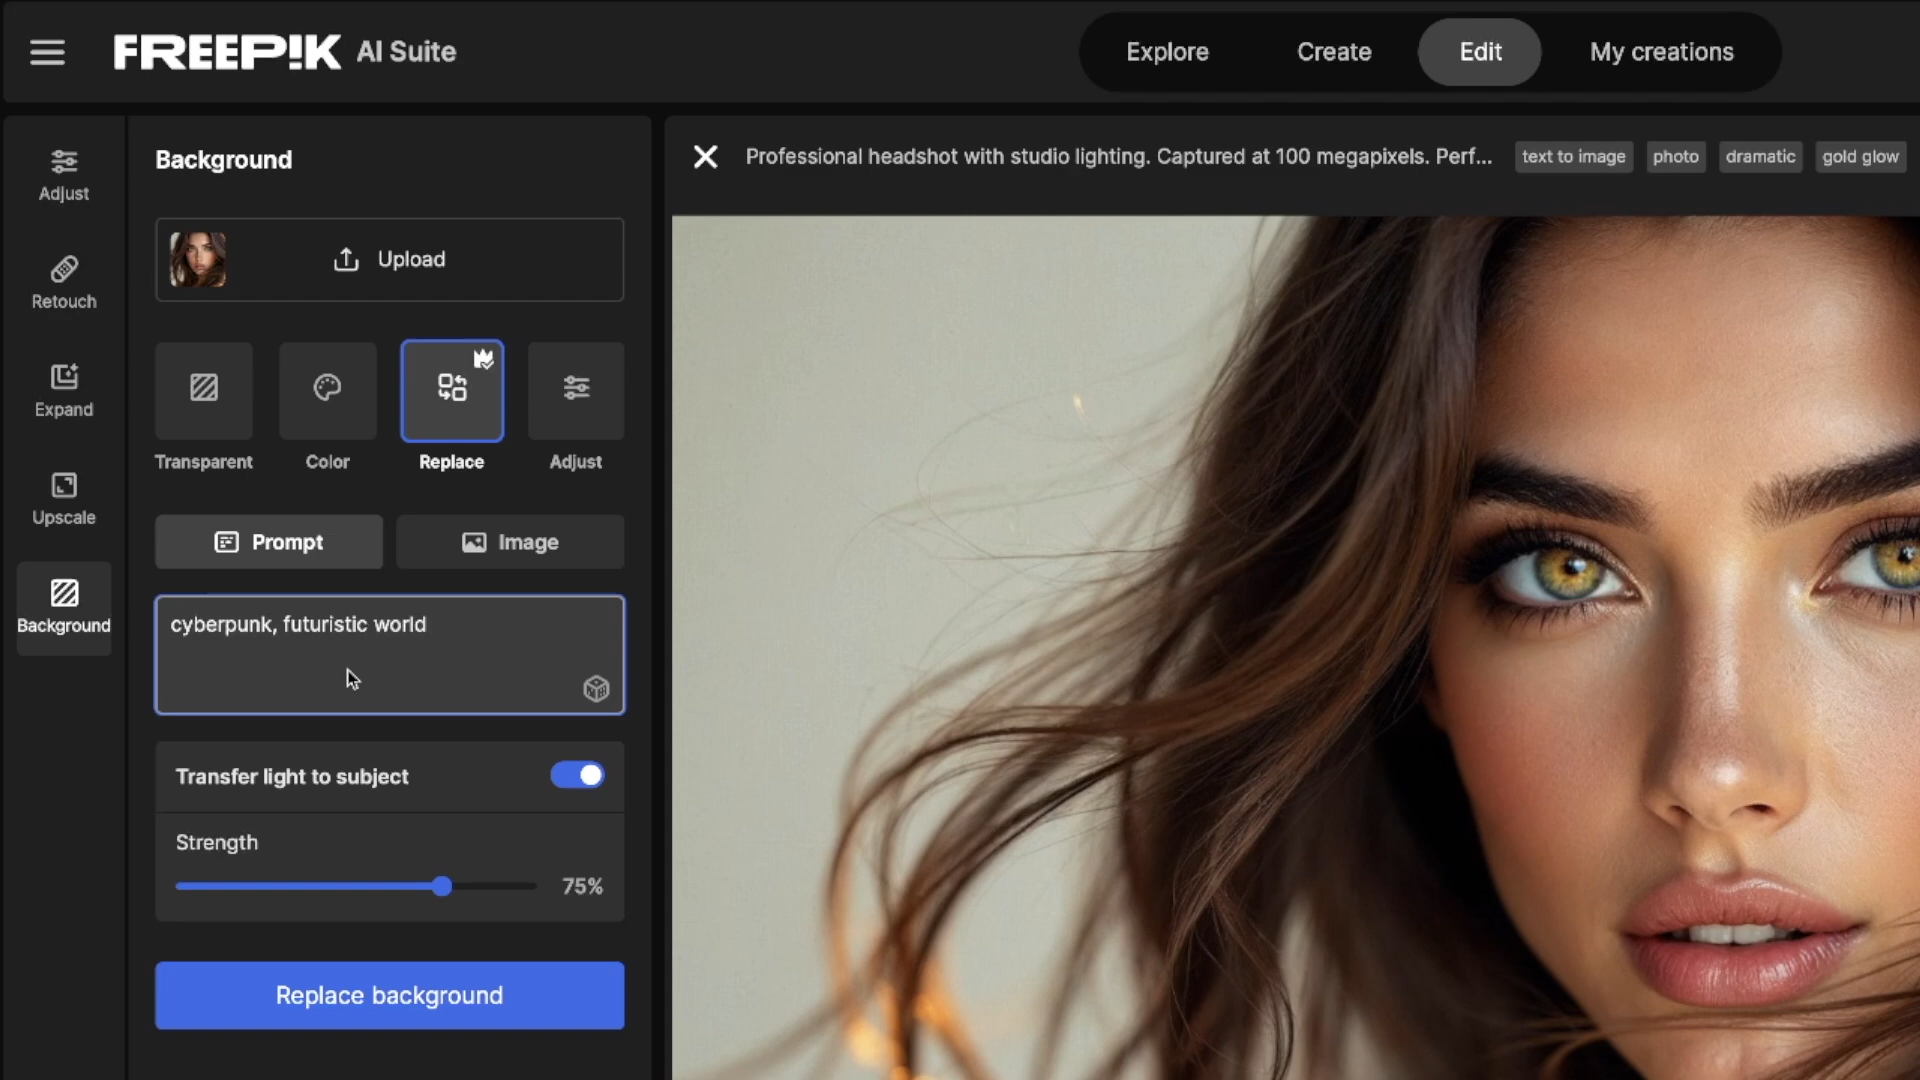 FREEP!K AI Suite
Explore
Create
Edit
My creations
Adjust
Retouch
Expand
Upscale
Background
Background
Upload
Transparent
Color
Replace
Adjust
Prompt
Image
cyberpunk, futuristic world
Transfer light to subject
Strength
75%
Replace background
Professional headshot with studio lighting. Captured at 100 megapixels. Perf...
text to image
photo
dramatic
gold glow